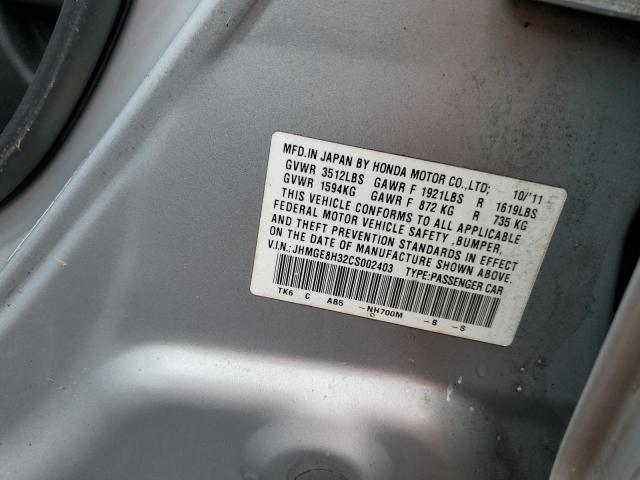 MFD.IN JAPAN BY HONDA MOTOR CO.,LTD; 10/'11
GVWR 3512LBS GAWR F 1921LBS R 1619LBS
GVWR 1594KG GAWR F 872 KG R 735 KG
THIS VEHICLE CONFORMS TO ALL APPLICABLE
FEDERAL MOTOR VEHICLE SAFETY ,BUMPER,
AND THEFT PREVENTION STANDARDS IN EFFECT
ON THE DATE OF MANUFACTURE SHOWN ABOVE.
V.I.N.: JHMGE8H32CS002403 TYPE:PASSENGER CAR
TK6 C AB5 -NH700M -B -S
C